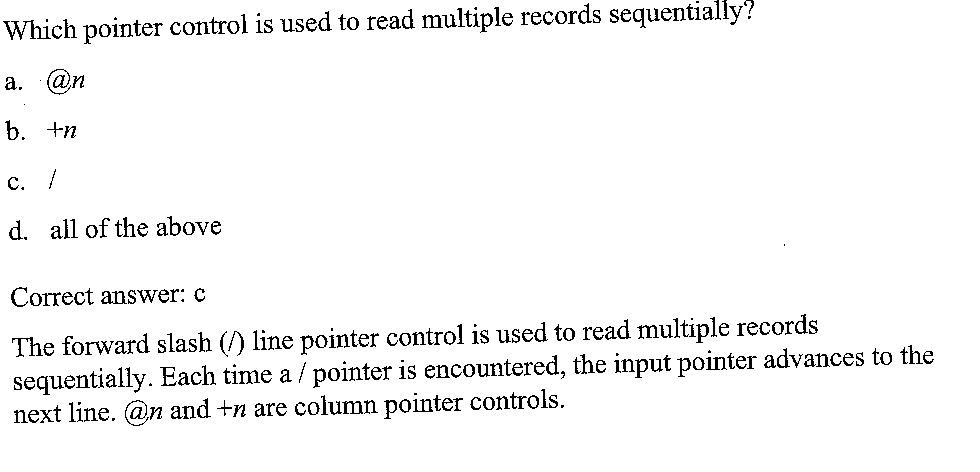 Which pointer control is used to read multiple records sequentially?
a. @n
b. +n
c. /
d. all of the above
Correct answer: c
The forward slash (/) line pointer control is used to read multiple records
sequentially. Each time a / pointer is encountered, the input pointer advances to the
next line. @n and +n are column pointer controls.